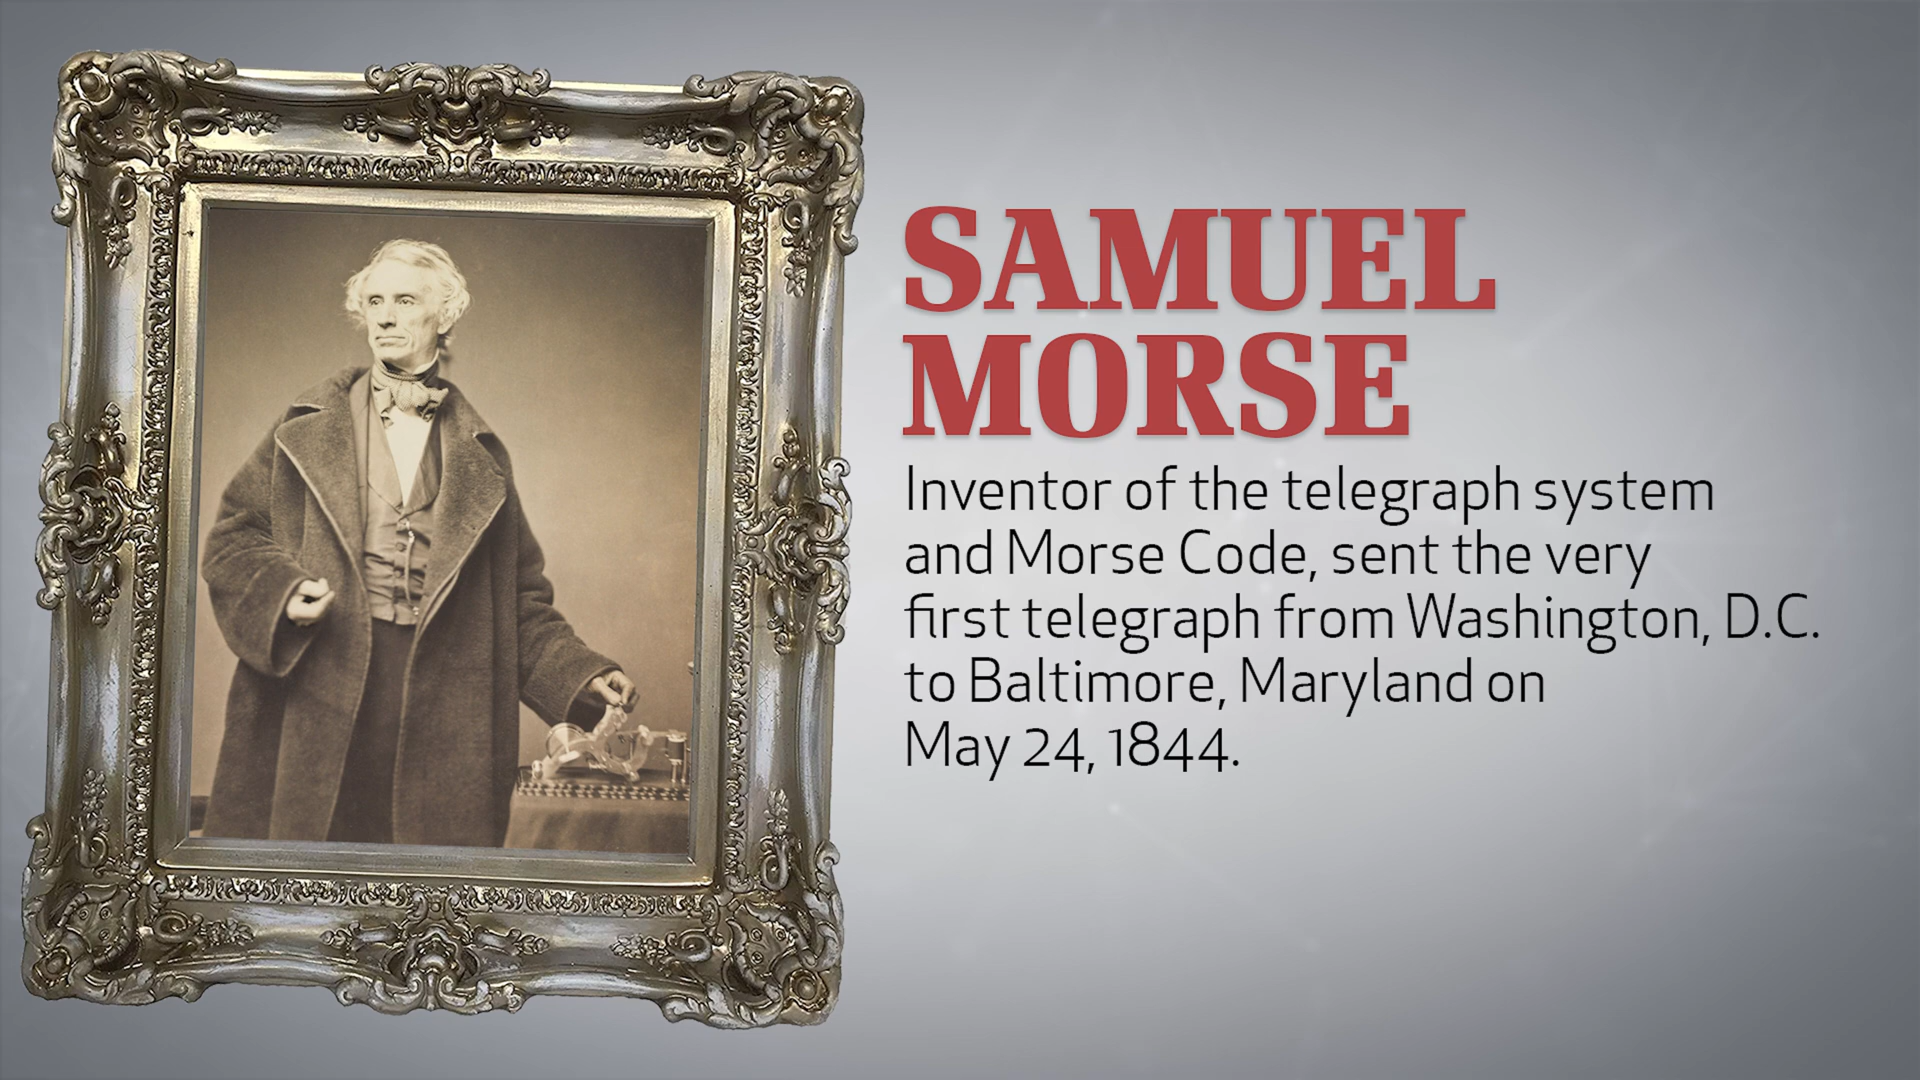 SAMUEL
MORSE
Inventor of the telegraph system
and Morse Code, sent the very
first telegraph from Washington, D.C.
to Baltimore, Maryland on
May 24, 1844.